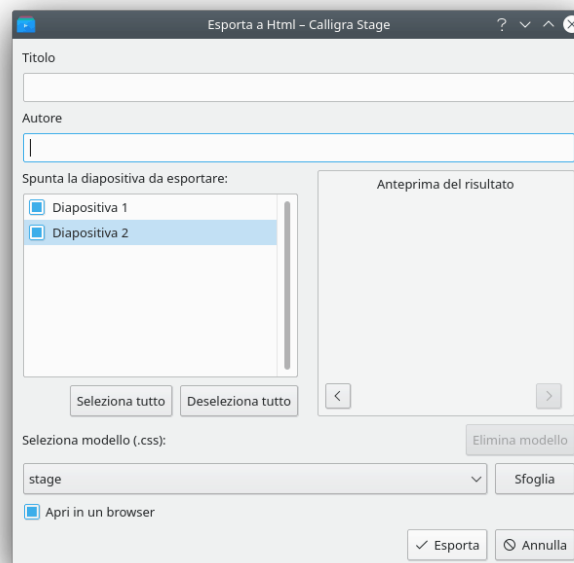 Esporta a Html – Calligra Stage
Titolo
Autore
Spunta la diapositiva da esportare:
Diapositiva 1
Diapositiva 2
Seleziona tutto
Deseleziona tutto
Anteprima del risultato
Seleziona modello (.css):
Elimina modello
stage
Sfoglia
Apri in un browser
Esporta
Annulla